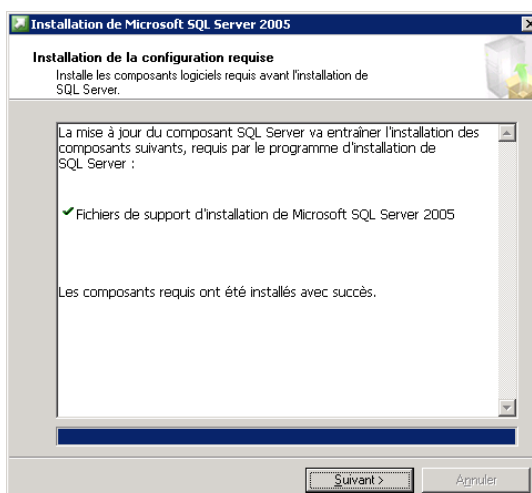 Installation de Microsoft SQL Server 2005
Installation de la configuration requise
Installe les composants logiciels requis avant l'installation de
SQL Server.
La mise à jour du composant SQL Server va entraîner l'installation des
composants suivants, requis par le programme d'installation de
SQL Server :
Fichiers de support d'installation de Microsoft SQL Server 2005
Les composants requis ont été installés avec succès.
Suivant >
Annuler